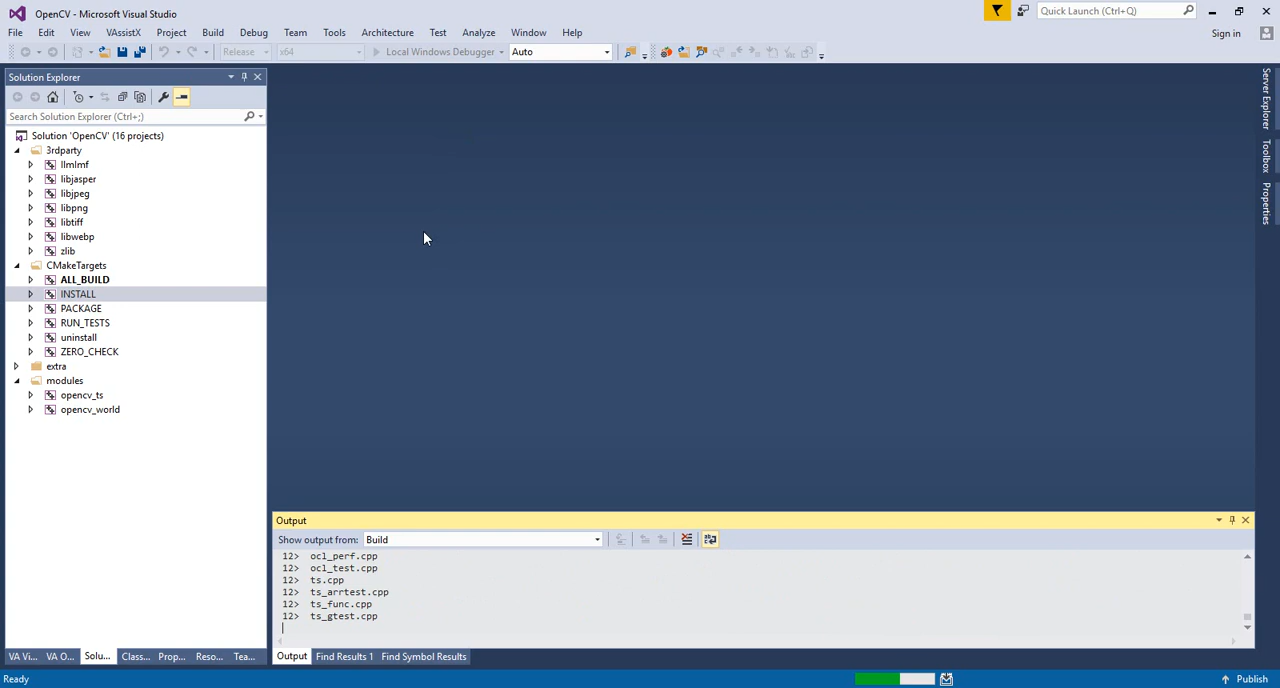 OpenCV - Microsoft Visual Studio
Quick Launch (Ctrl+Q)
File Edit View VAssistX Project Build Debug Team Tools Architecture Test Analyze Window Help
Sign in
Release x64 Local Windows Debugger Auto
Solution Explorer
Search Solution Explorer (Ctrl+;)
Solution 'OpenCV' (16 projects)
3rdparty
IlmImf
libjasper
libjpeg
libpng
libtiff
libwebp
zlib
CMakeTargets
ALL_BUILD
INSTALL
PACKAGE
RUN_TESTS
uninstall
ZERO_CHECK
extra
modules
opencv_ts
opencv_world
VA Vi... VA O... Solu... Class... Prop... Reso... Tea...
Server Explorer
Toolbox
Properties
Output
Show output from: Build
12> ocl_perf.cpp
12> ocl_test.cpp
12> ts.cpp
12> ts_arrtest.cpp
12> ts_func.cpp
12> ts_gtest.cpp
Output Find Results 1 Find Symbol Results
Ready
Publish